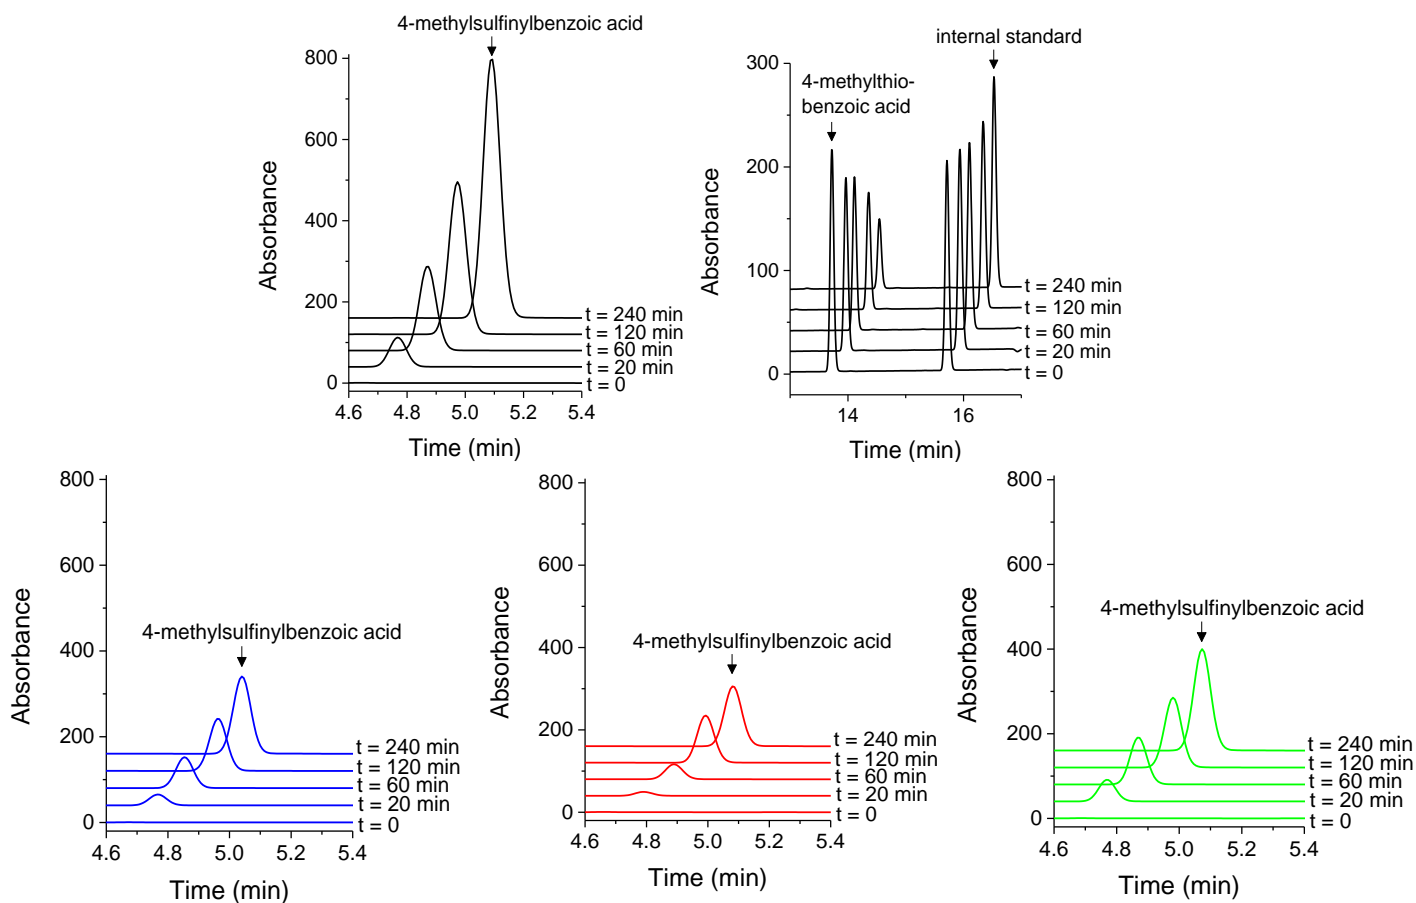 4-methylsulfinylbenzoic acid
800
600
400
200
0
Absorbance
t = 240 min
t = 120 min
t = 60 min
t = 20 min
t = 0
4.6 4.8 5.0 5.2 5.4
Time (min)
internal standard
4-methylthio-
benzoic acid
300
200
100
0
Absorbance
t = 240 min
t = 120 min
t = 60 min
t = 20 min
t = 0
14 16
Time (min)
800
600
400
200
0
Absorbance
4-methylsulfinylbenzoic acid
t = 240 min
t = 120 min
t = 60 min
t = 20 min
t = 0
4.6 4.8 5.0 5.2 5.4
Time (min)
800
600
400
200
0
Absorbance
4-methylsulfinylbenzoic acid
t = 240 min
t = 120 min
t = 60 min
t = 20 min
t = 0
4.6 4.8 5.0 5.2 5.4
Time (min)
800
600
400
200
0
Absorbance
4-methylsulfinylbenzoic acid
t = 240 min
t = 120 min
t = 60 min
t = 20 min
t = 0
4.6 4.8 5.0 5.2 5.4
Time (min)